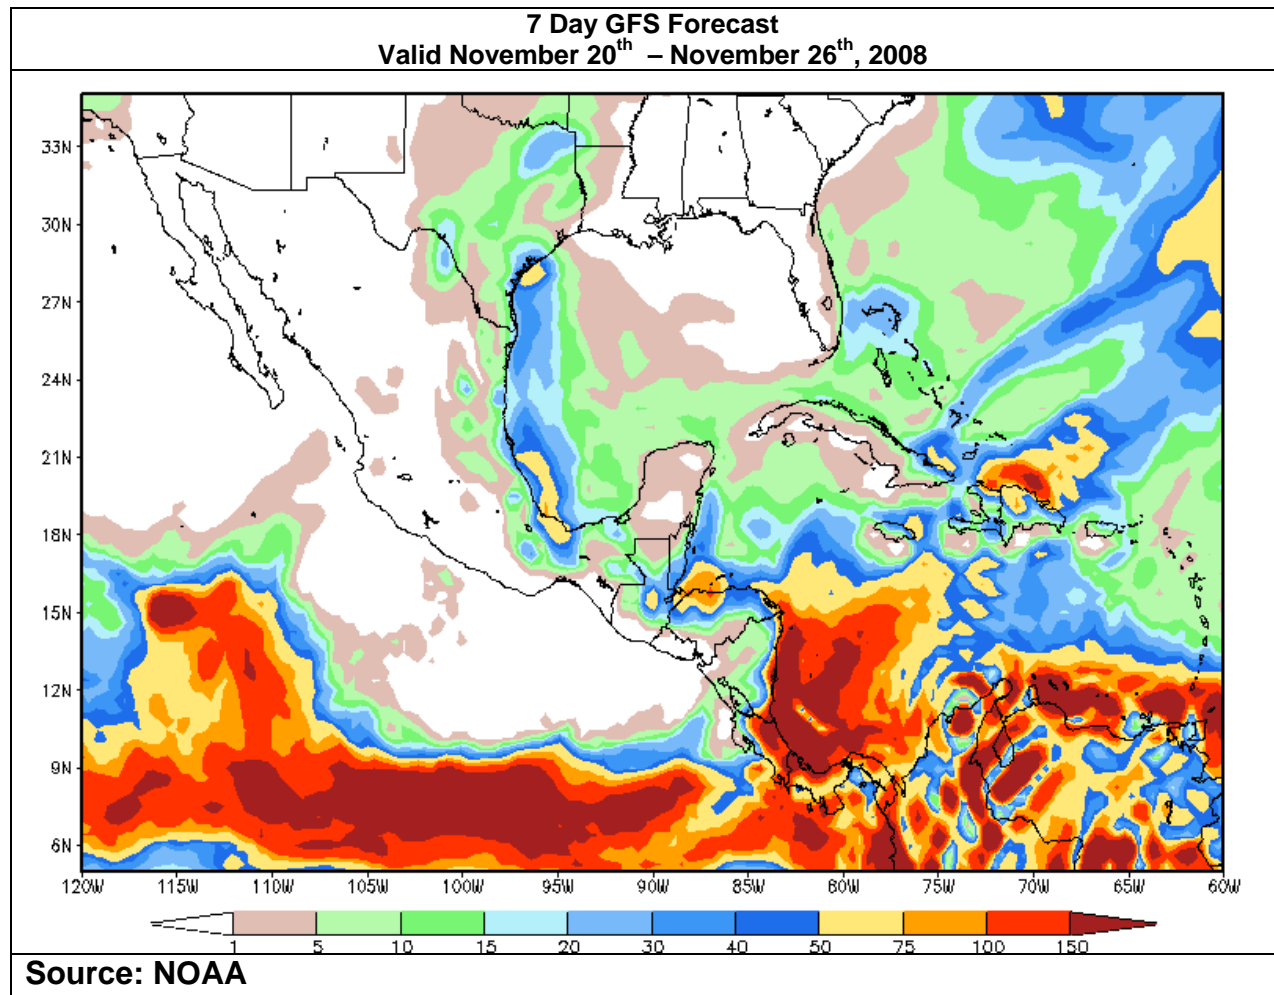 7 Day GFS Forecast
Valid November 20th – November 26th, 2008
33N
30N
27N
24N
21N
18N
15N
12N
9N
6N
120W 115W 110W 105W 100W 95W 90W 85W 80W 75W 70W 65W 60W
1 5 10 15 20 30 40 50 75 100 150
Source: NOAA